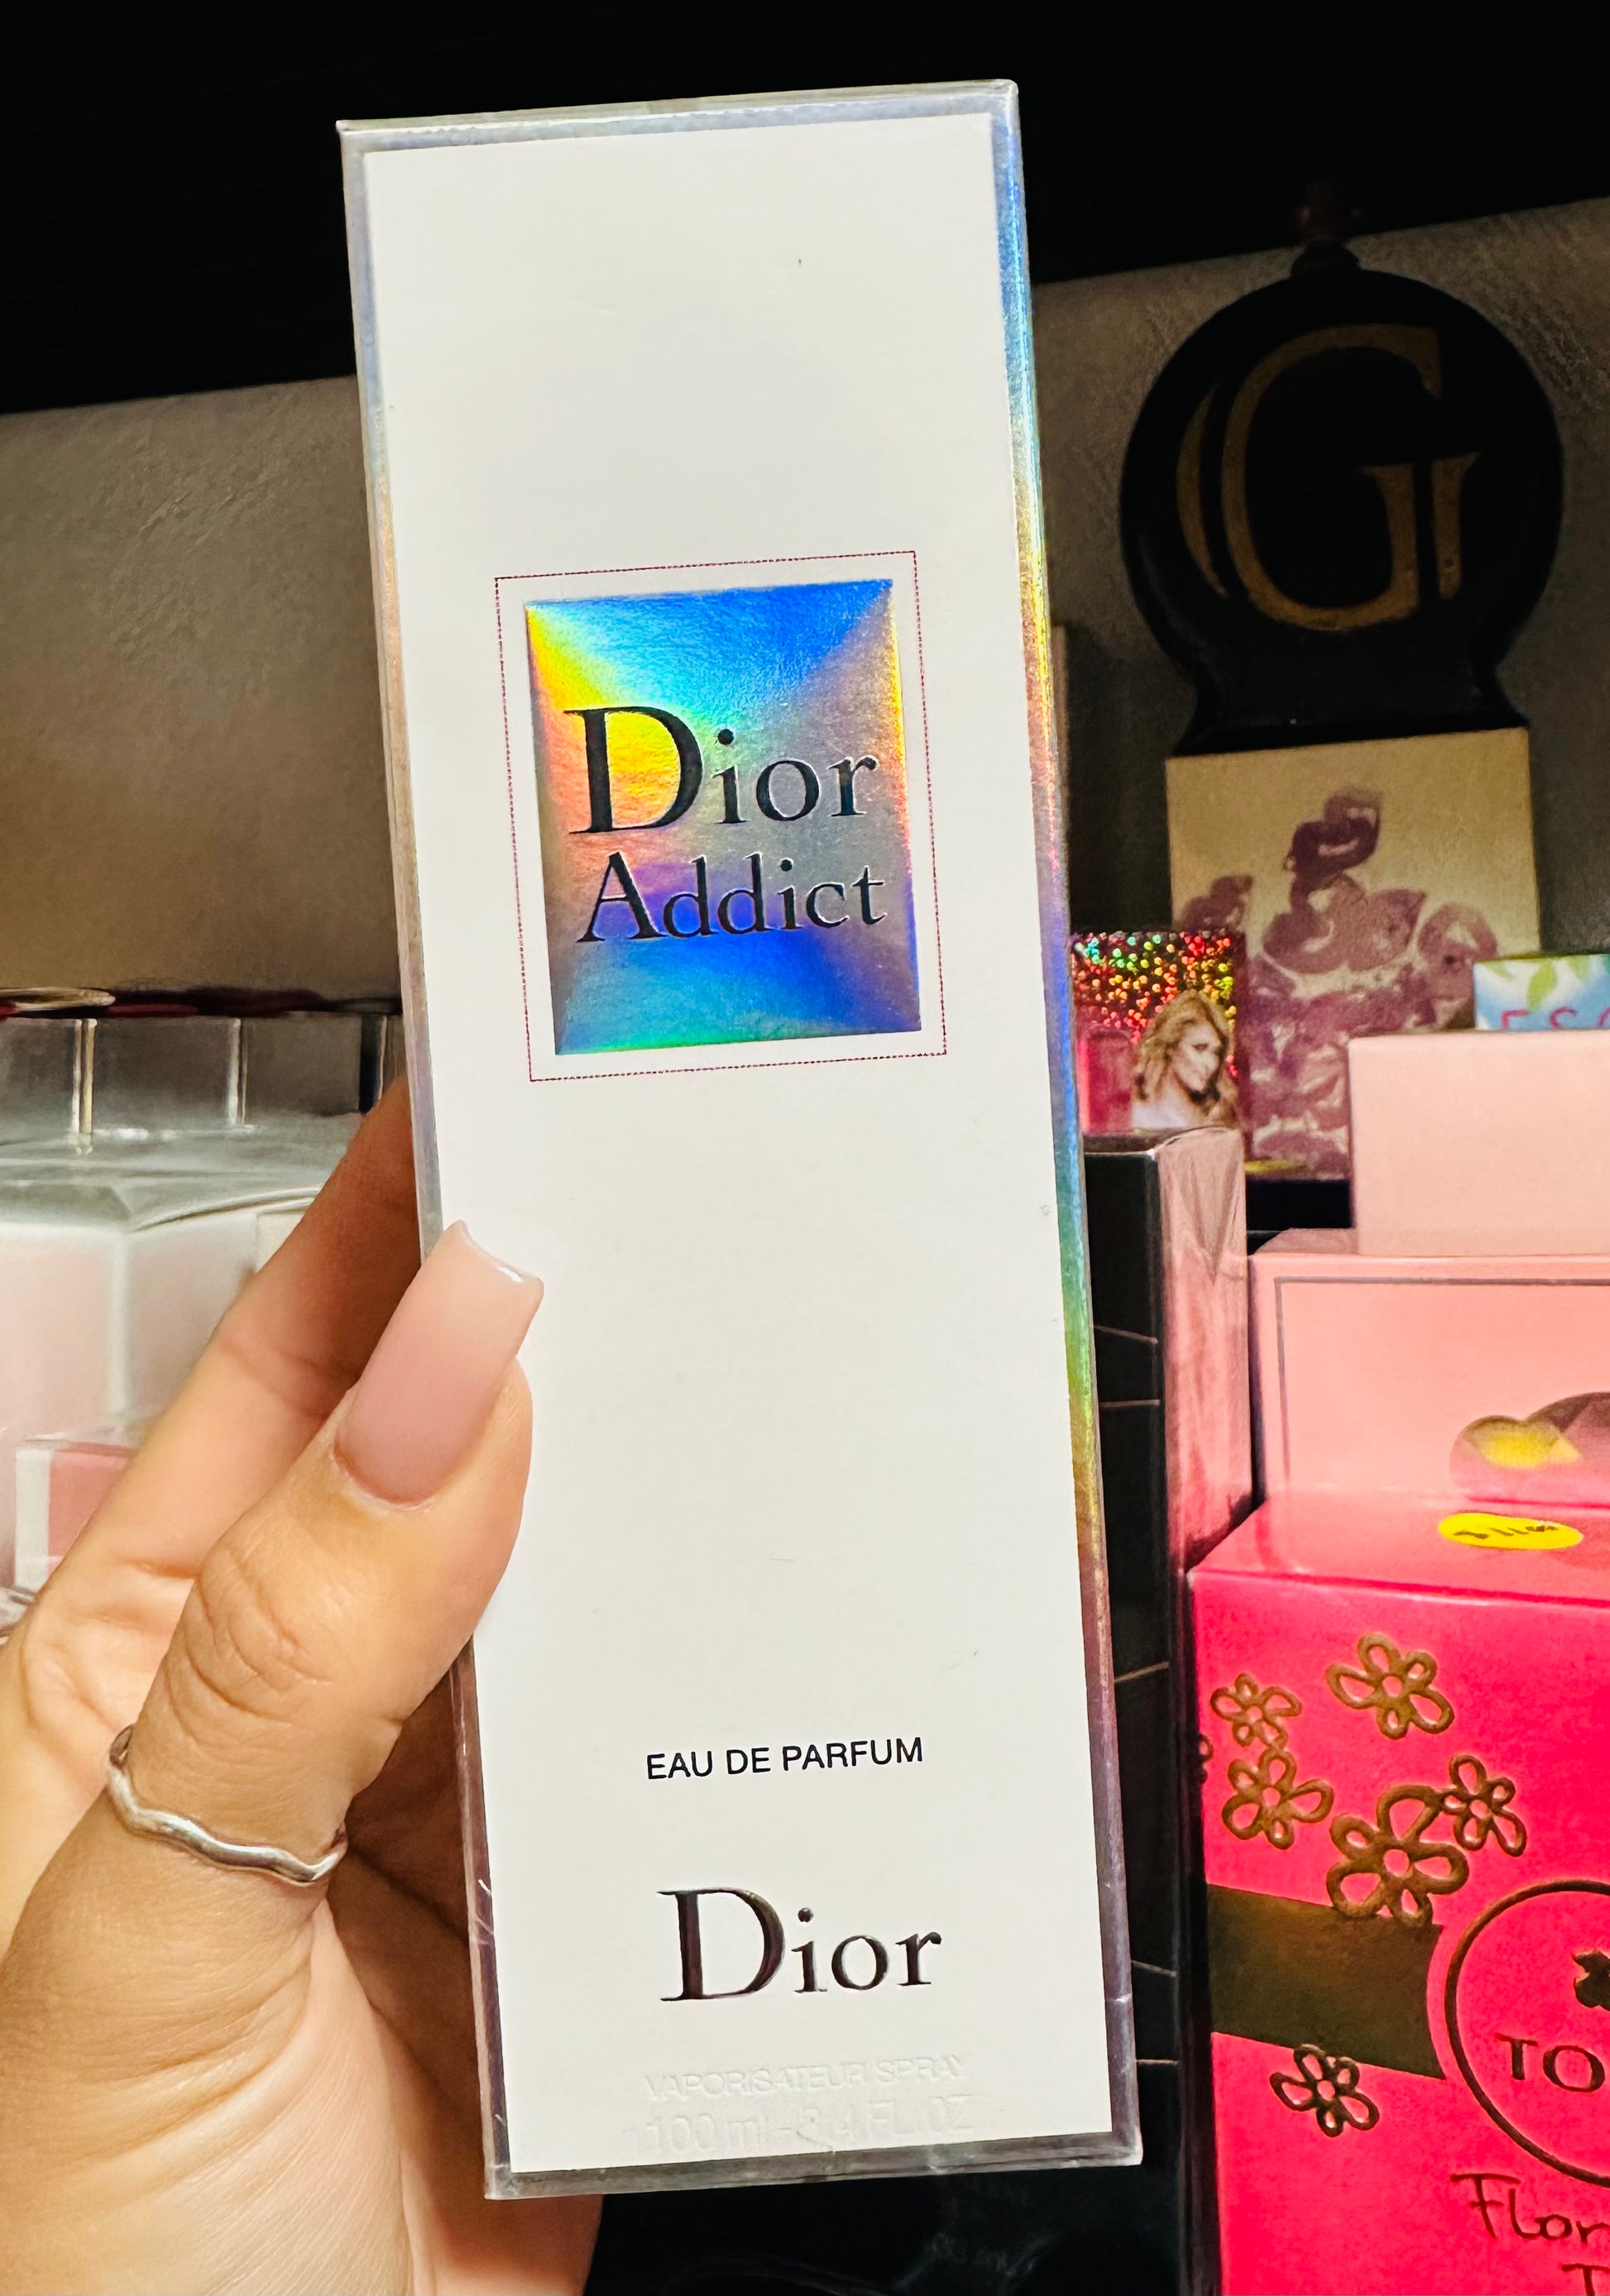 Dior
Addict
EAU DE PARFUM
Dior
VAPORISATEUR SPRAY
100 ml - 3.4 FL. OZ
G